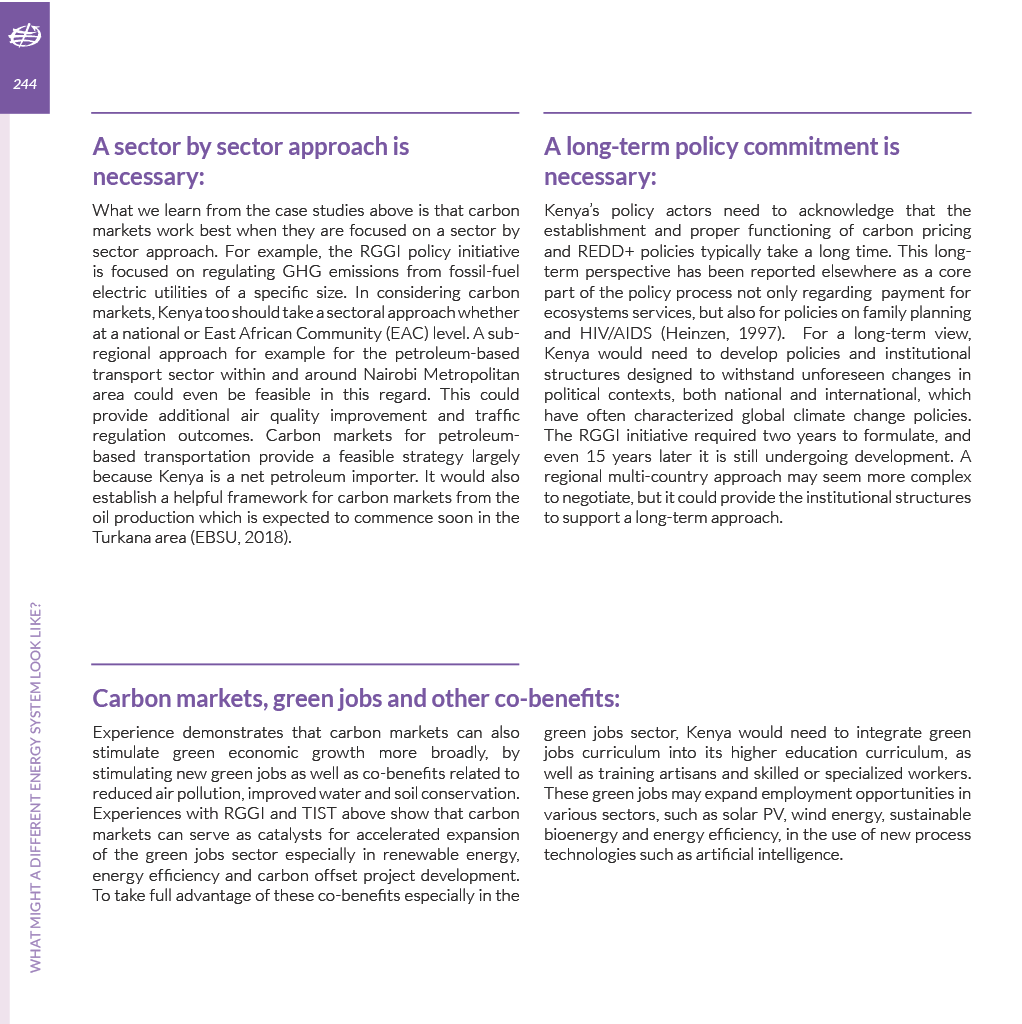 244
A sector by sector approach is
necessary:
What we learn from the case studies above is that carbon
markets work best when they are focused on a sector by
sector approach. For example, the RGGI policy initiative
is focused on regulating GHG emissions from fossil-fuel
electric utilities of a specific size. In considering carbon
markets, Kenya too should take a sectoral approach whether
at a national or East African Community (EAC) level. A sub-
regional approach for example for the petroleum-based
transport sector within and around Nairobi Metropolitan
area could even be feasible in this regard. This could
provide additional air quality improvement and traffic
regulation outcomes. Carbon markets for petroleum-
based transportation provide a feasible strategy largely
because Kenya is a net petroleum importer. It would also
establish a helpful framework for carbon markets from the
oil production which is expected to commence soon in the
Turkana area (EBSU, 2018).
A long-term policy commitment is
necessary:
Kenya's policy actors need to acknowledge that the
establishment and proper functioning of carbon pricing
and REDD+ policies typically take a long time. This long-
term perspective has been reported elsewhere as a core
part of the policy process not only regarding payment for
ecosystems services, but also for policies on family planning
and HIV/AIDS (Heinzen, 1997). For a long-term view,
Kenya would need to develop policies and institutional
structures designed to withstand unforeseen changes in
political contexts, both national and international, which
have often characterized global climate change policies.
The RGGI initiative required two years to formulate, and
even 15 years later it is still undergoing development. A
regional multi-country approach may seem more complex
to negotiate, but it could provide the institutional structures
to support a long-term approach.
Carbon markets, green jobs and other co-benefits:
Experience demonstrates that carbon markets can also
stimulate green economic growth more broadly, by
stimulating new green jobs as well as co-benefits related to
reduced air pollution, improved water and soil conservation.
Experiences with RGGI and TIST above show that carbon
markets can serve as catalysts for accelerated expansion
of the green jobs sector especially in renewable energy,
energy efficiency and carbon offset project development.
To take full advantage of these co-benefits especially in the
green jobs sector, Kenya would need to integrate green
jobs curriculum into its higher education curriculum, as
well as training artisans and skilled or specialized workers.
These green jobs may expand employment opportunities in
various sectors, such as solar PV, wind energy, sustainable
bioenergy and energy efficiency, in the use of new process
technologies such as artificial intelligence.
WHAT MIGHT A DIFFERENT ENERGY SYSTEM LOOK LIKE?